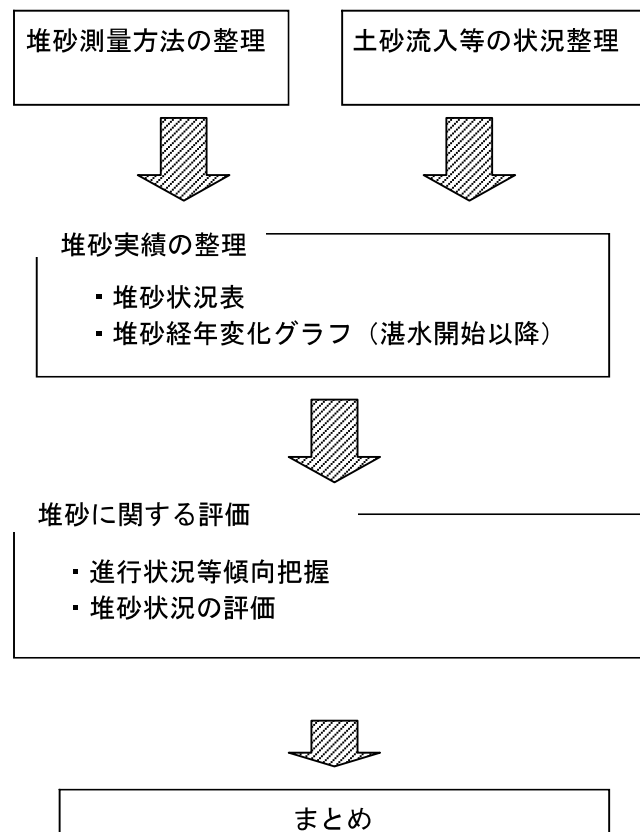 堆砂測量方法の整理
土砂流入等の状況整理
堆砂実績の整理
・堆砂状況表
・堆砂経年変化グラフ（湛水開始以降）
堆砂に関する評価
・進行状況等傾向把握
・堆砂状況の評価
まとめ